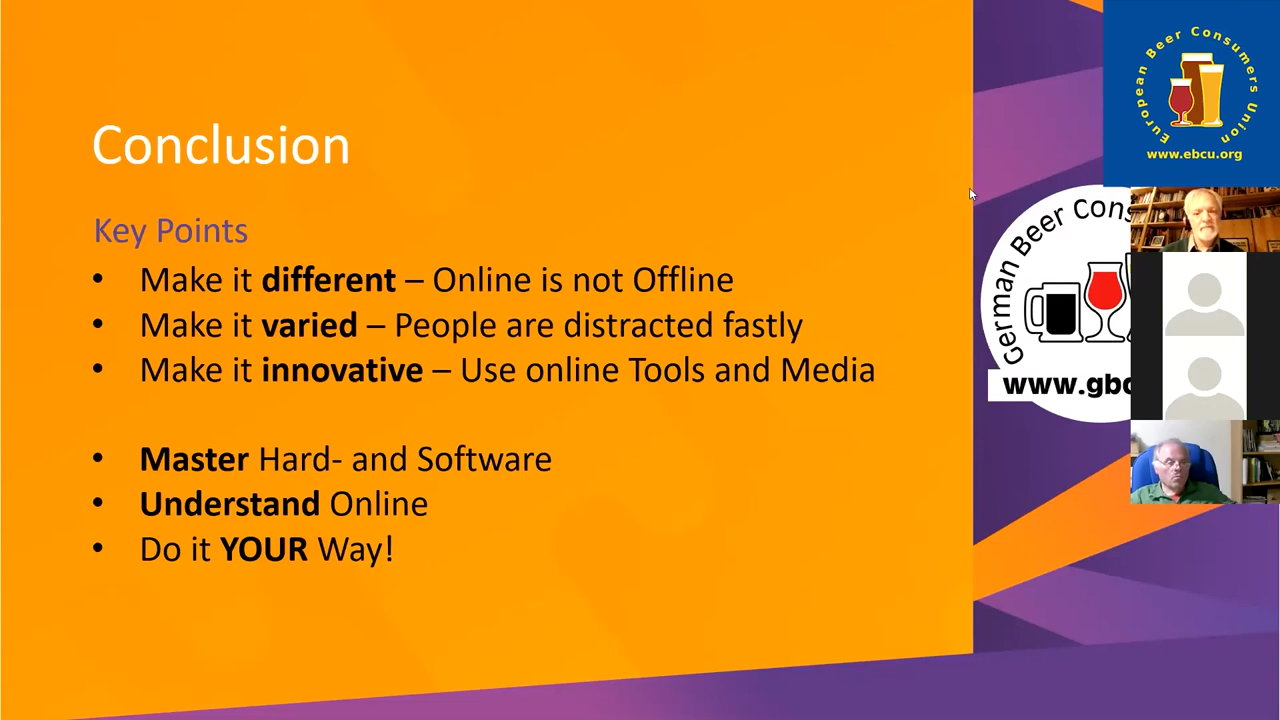 Conclusion
Key Points
• Make it different – Online is not Offline
• Make it varied – People are distracted fastly
• Make it innovative – Use online Tools and Media
• Master Hard- and Software
• Understand Online
• Do it YOUR Way!
European Beer Consumers Union
www.ebcu.org
German Beer Cons
www.gbc